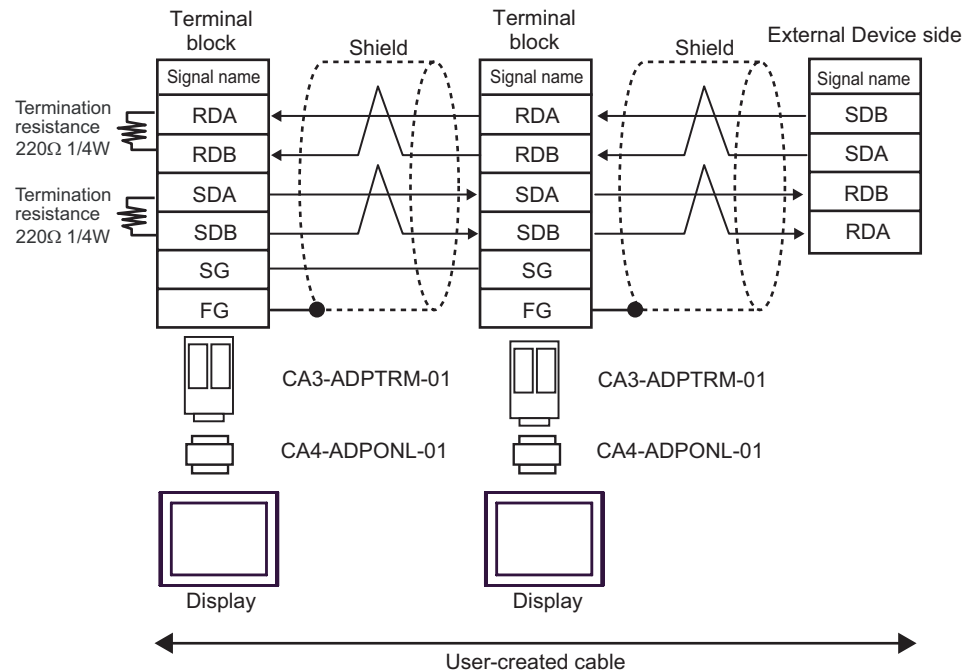 Terminal
block
Terminal
block
External Device side
Shield
Shield
Signal name
Signal name
Signal name
Termination
resistance
220Ω 1/4W
RDA
RDA
SDB
RDB
RDB
SDA
Termination
resistance
220Ω 1/4W
SDA
SDA
RDB
SDB
SDB
RDA
SG
SG
FG
FG
CA3-ADPTRM-01
CA3-ADPTRM-01
CA4-ADPONL-01
CA4-ADPONL-01
Display
Display
User-created cable